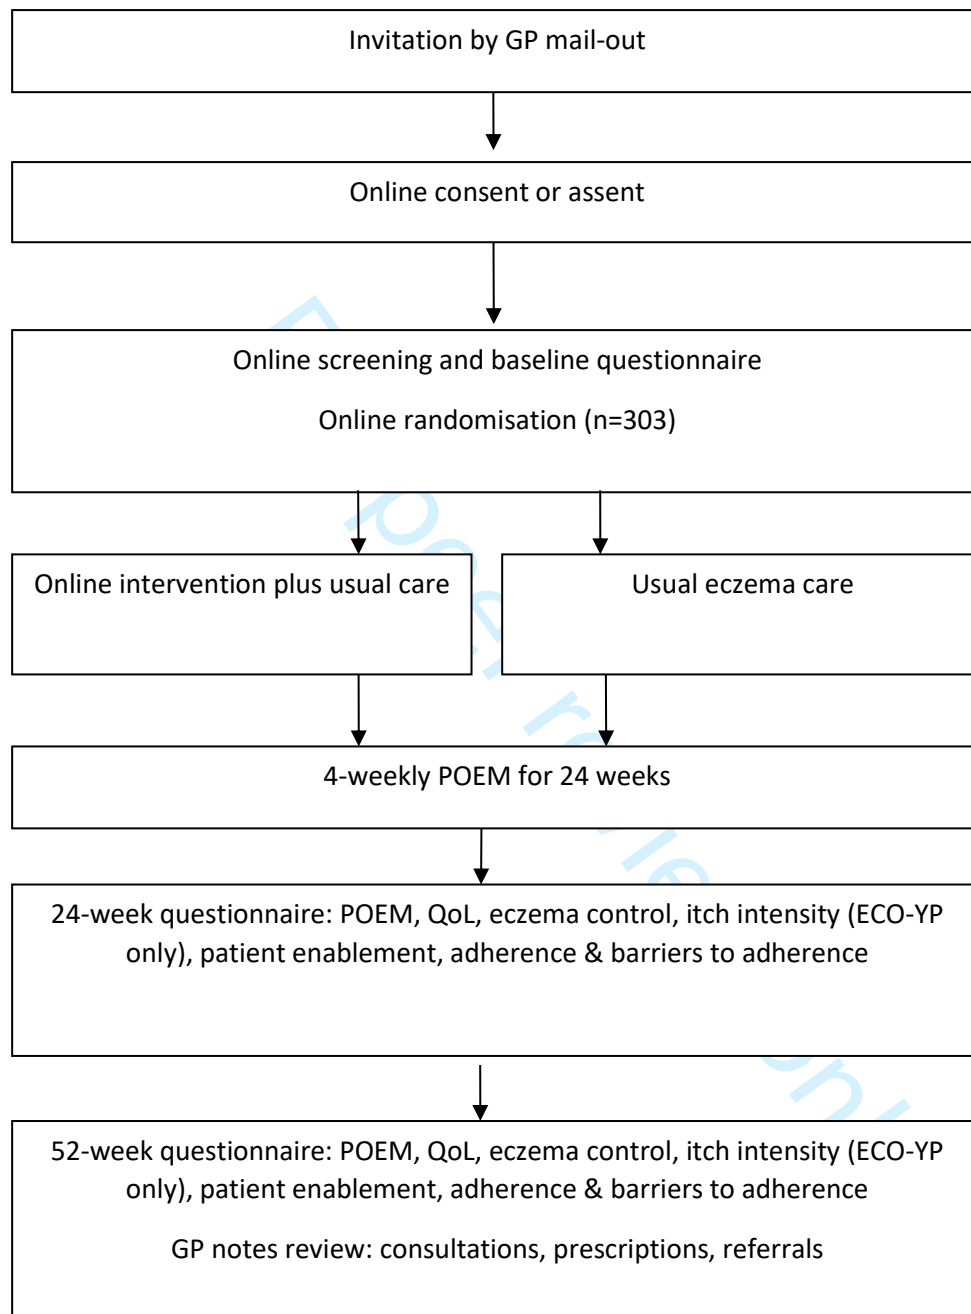 Invitation by GP mail-out
Online consent or assent
Online screening and baseline questionnaire
Online randomisation (n=303)
Online intervention plus usual care
Usual eczema care
4-weekly POEM for 24 weeks
24-week questionnaire: POEM, QoL, eczema control, itch intensity (ECO-YP
only), patient enablement, adherence & barriers to adherence
52-week questionnaire: POEM, QoL, eczema control, itch intensity (ECO-YP
only), patient enablement, adherence & barriers to adherence
GP notes review: consultations, prescriptions, referrals